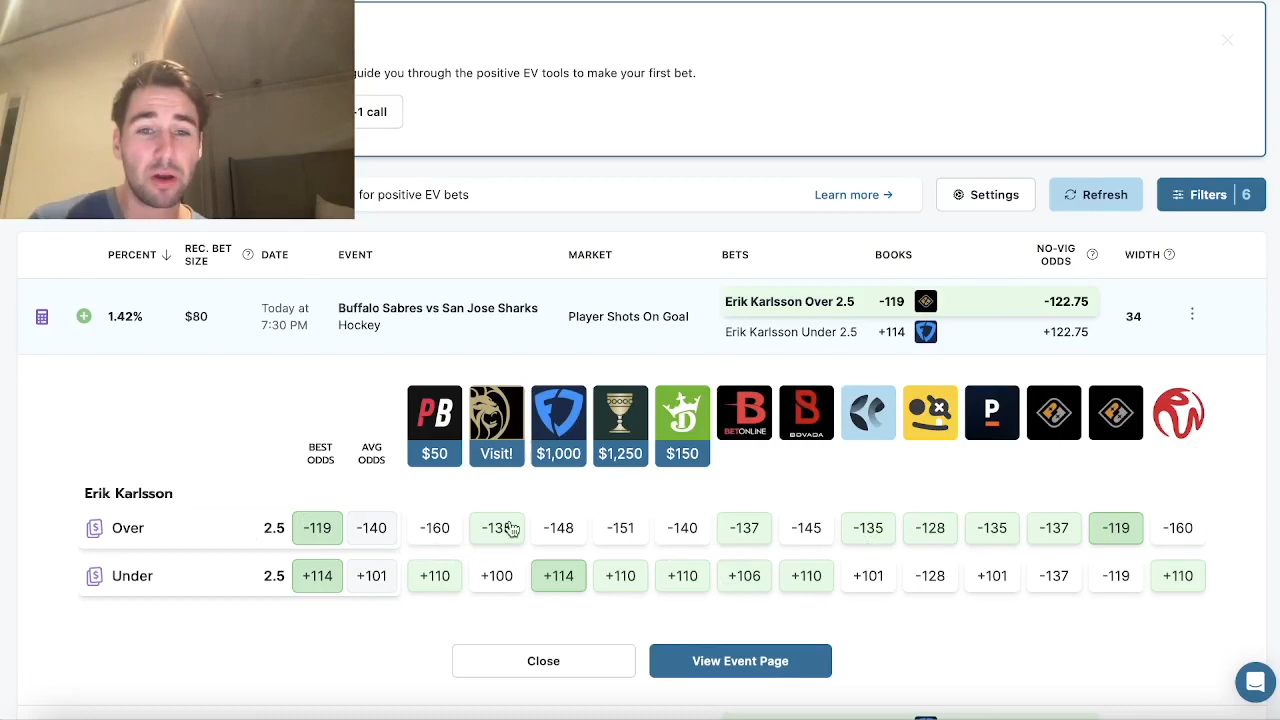 guide you through the positive EV tools to make your first bet.
-1 call
for positive EV bets
Learn more →
Settings
Refresh
Filters 6
PERCENT ↓
REC. BET SIZE
DATE
EVENT
MARKET
BETS
BOOKS
NO-VIG ODDS
WIDTH
1.42%
$80
Today at 7:30 PM
Buffalo Sabres vs San Jose Sharks
Hockey
Player Shots On Goal
Erik Karlsson Over 2.5 -119 -122.75
Erik Karlsson Under 2.5 +114 +122.75
34
PB
BETONLINE
BOVADA
P
BEST ODDS
AVG ODDS
$50 Visit! $1,000 $1,250 $150
Erik Karlsson
Over 2.5 -119 -140 -160 -148 -151 -140 -137 -145 -135 -128 -135 -137 -119 -160
Under 2.5 +114 +101 +110 +100 +114 +110 +110 +106 +110 +101 -128 +101 -137 -119 +110
Close
View Event Page